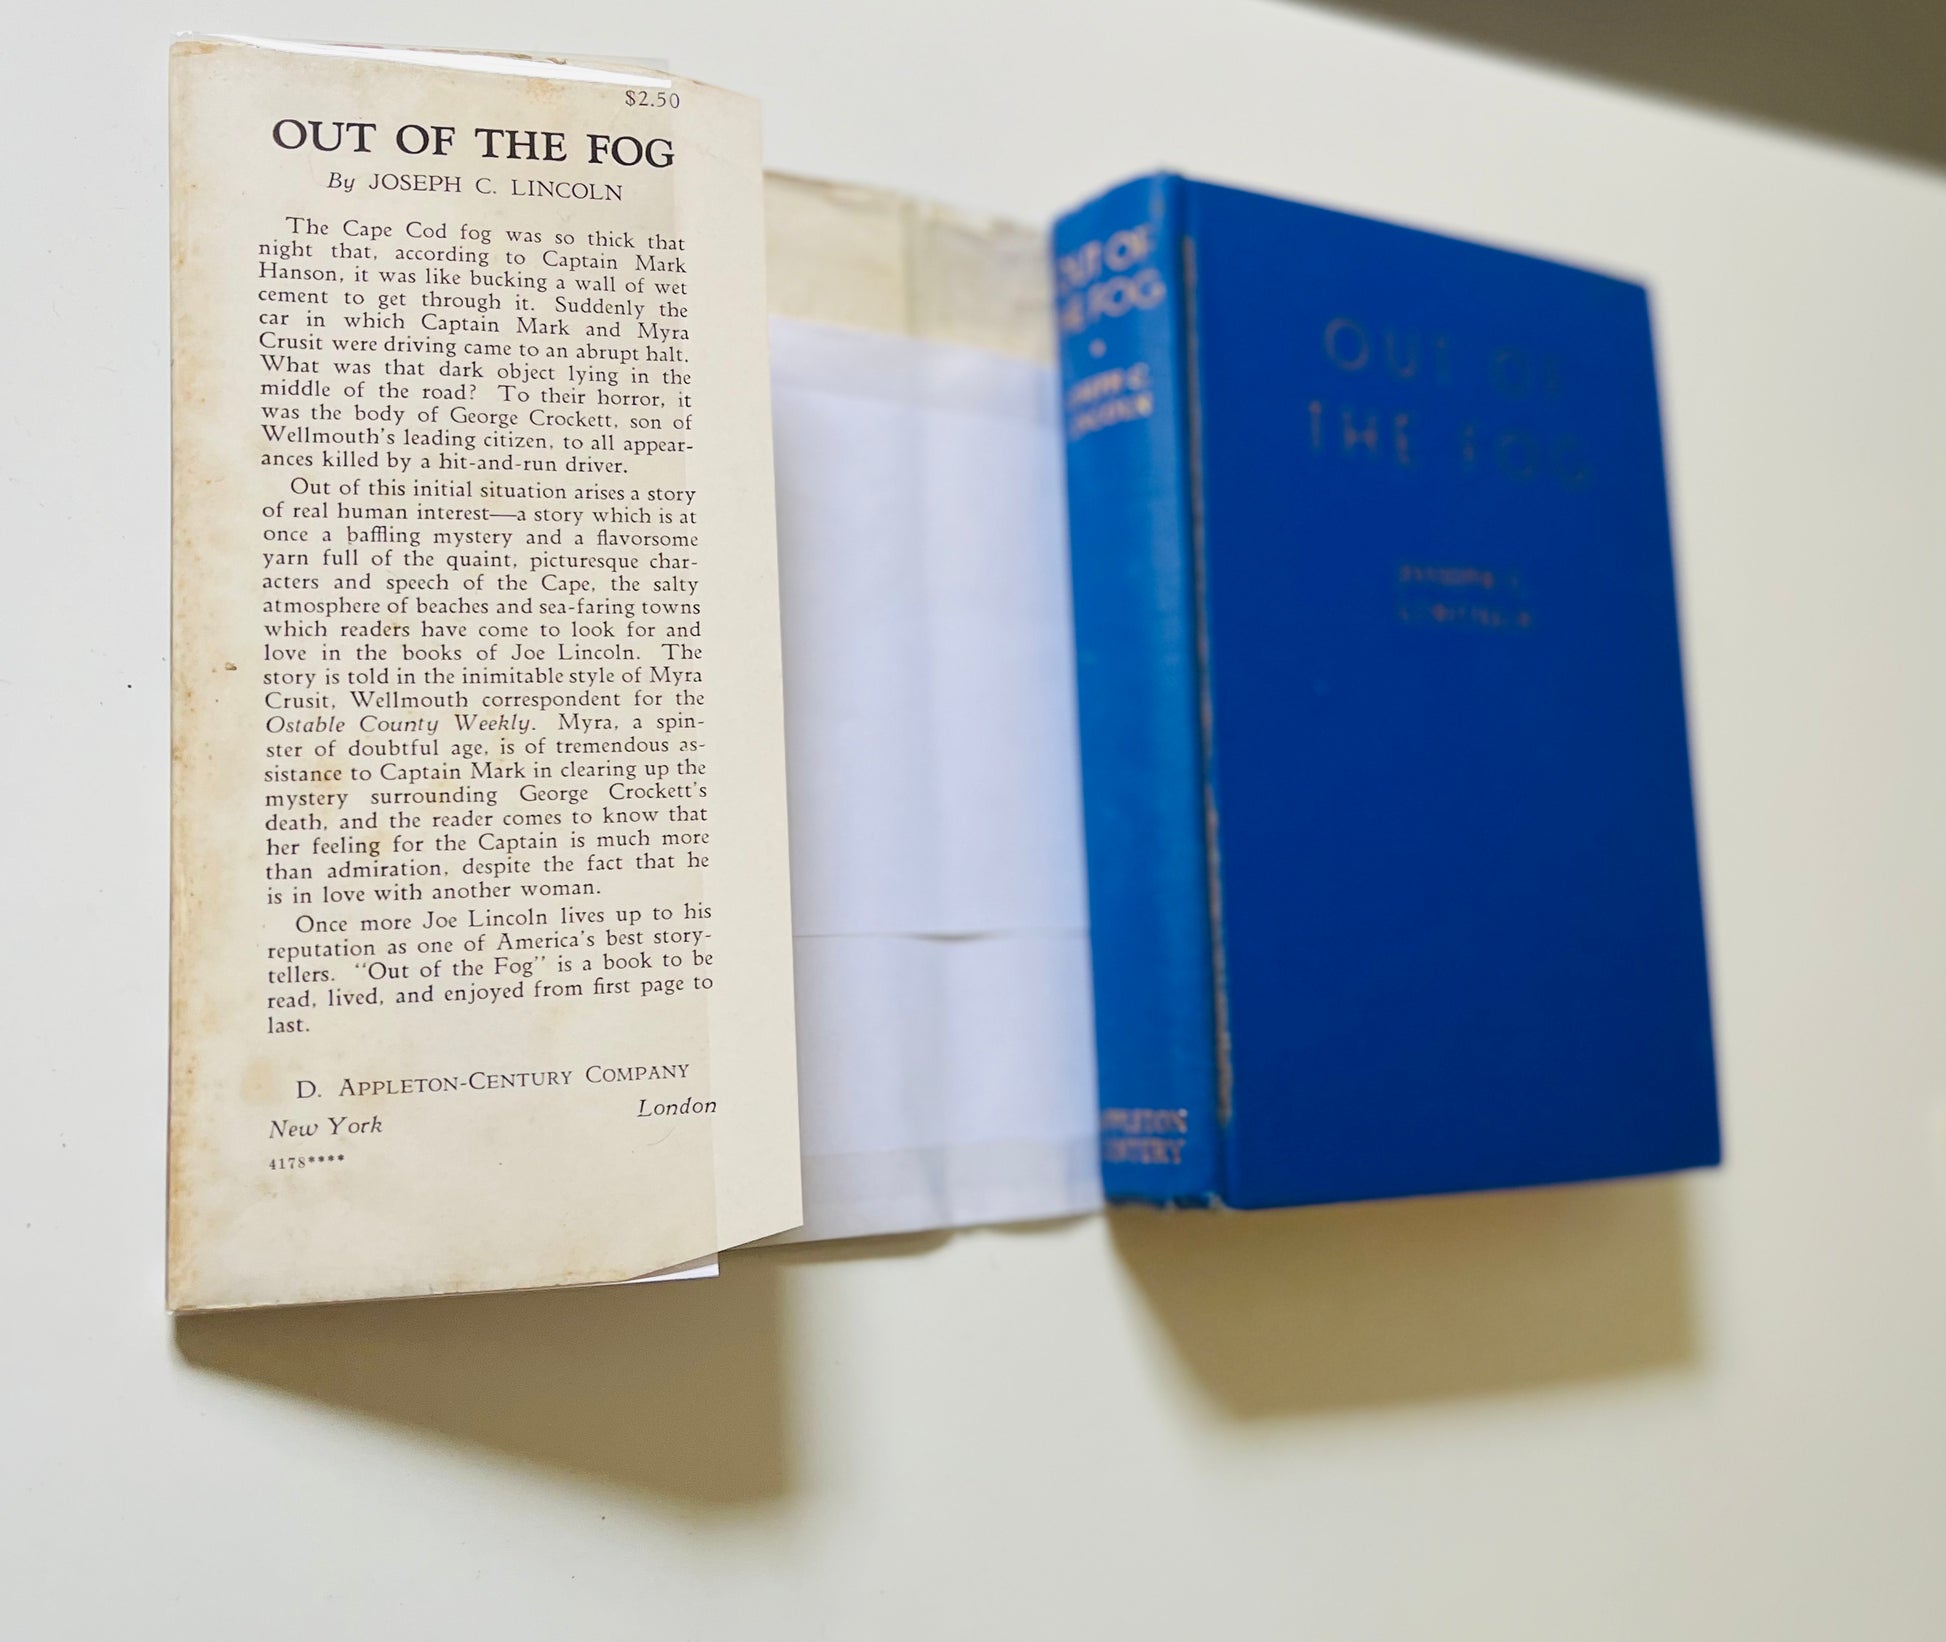 $2.50
OUT OF THE FOG
By JOSEPH C. LINCOLN
The Cape Cod fog was so thick that
night that, according to Captain Mark
Hanson, it was like bucking a wall of wet
cement to get through it. Suddenly the
car in which Captain Mark and Myra
Crusit were driving came to an abrupt halt.
What was that dark object lying in the
middle of the road? To their horror, it
was the body of George Crockett, son of
Wellmouth's leading citizen, to all appear-
ances killed by a hit-and-run driver.
Out of this initial situation arises a story
of real human interest—a story which is at
once a baffling mystery and a flavorsome
yarn full of the quaint, picturesque char-
acters and speech of the Cape, the salty
atmosphere of beaches and sea-faring towns
which readers have come to look for and
love in the books of Joe Lincoln. The
story is told in the inimitable style of Myra
Crusit, Wellmouth correspondent for the
Ostable County Weekly. Myra, a spin-
ster of doubtful age, is of tremendous as-
sistance to Captain Mark in clearing up the
mystery surrounding George Crockett's
death, and the reader comes to know that
her feeling for the Captain is much more
than admiration, despite the fact that he
is in love with another woman.
Once more Joe Lincoln lives up to his
reputation as one of America's best story-
tellers. "Out of the Fog" is a book to be
read, lived, and enjoyed from first page to
last.
D. APPLETON-CENTURY COMPANY
New York London
4178****
OUT OF
THE FOG
JOSEPH C.
LINCOLN
APPLETON
CENTURY
OUT OF
THE FOG
JOSEPH C.
LINCOLN